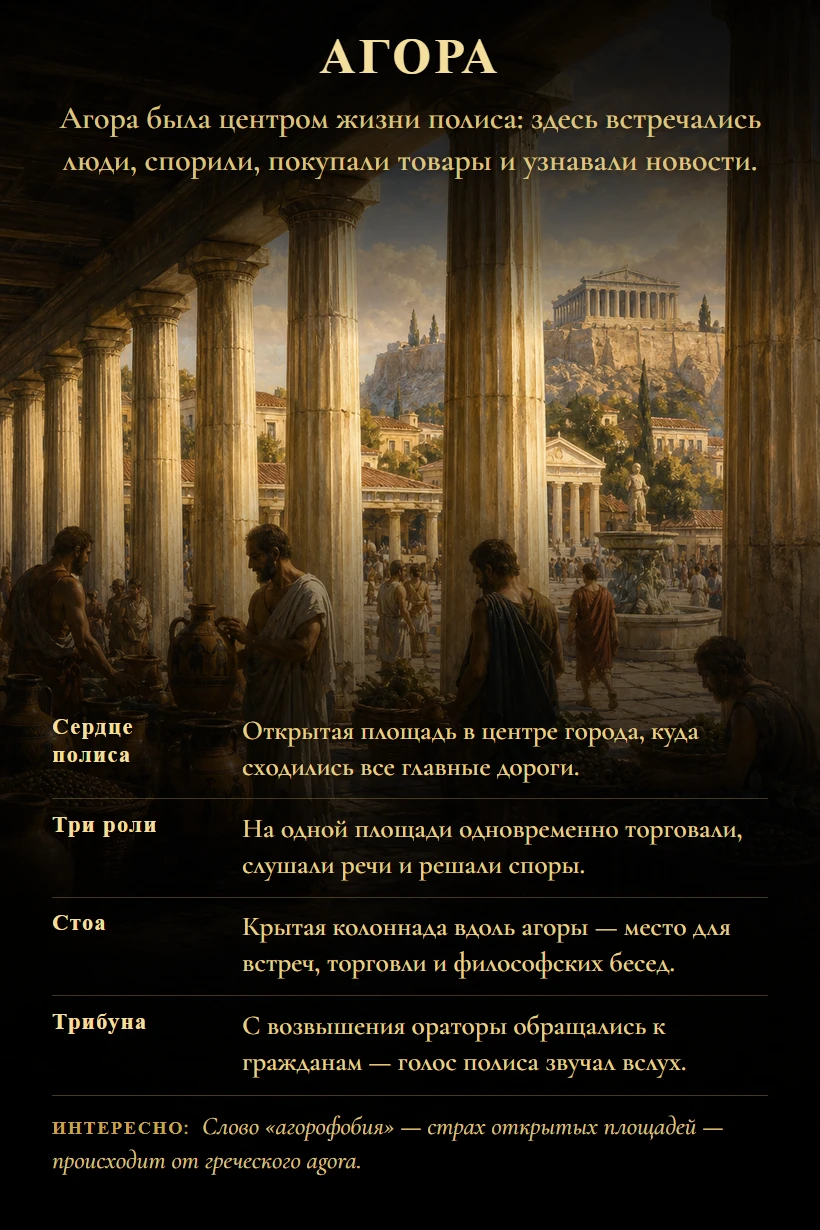 АГОРА
Агора была центром жизни полиса: здесь встречались
люди, спорили, покупали товары и узнавали новости.
Сердце
полиса
Открытая площадь в центре города, куда
сходились все главные дороги.
Три роли
На одной площади одновременно торговали,
слушали речи и решали споры.
Стоа
Крытая колоннада вдоль агоры — место для
встреч, торговли и философских бесед.
Трибуна
С возвышения ораторы обращались к
гражданам — голос полиса звучал вслух.
ИНТЕРЕСНО: Слово «агорофобия» — страх открытых площадей —
происходит от греческого agora.